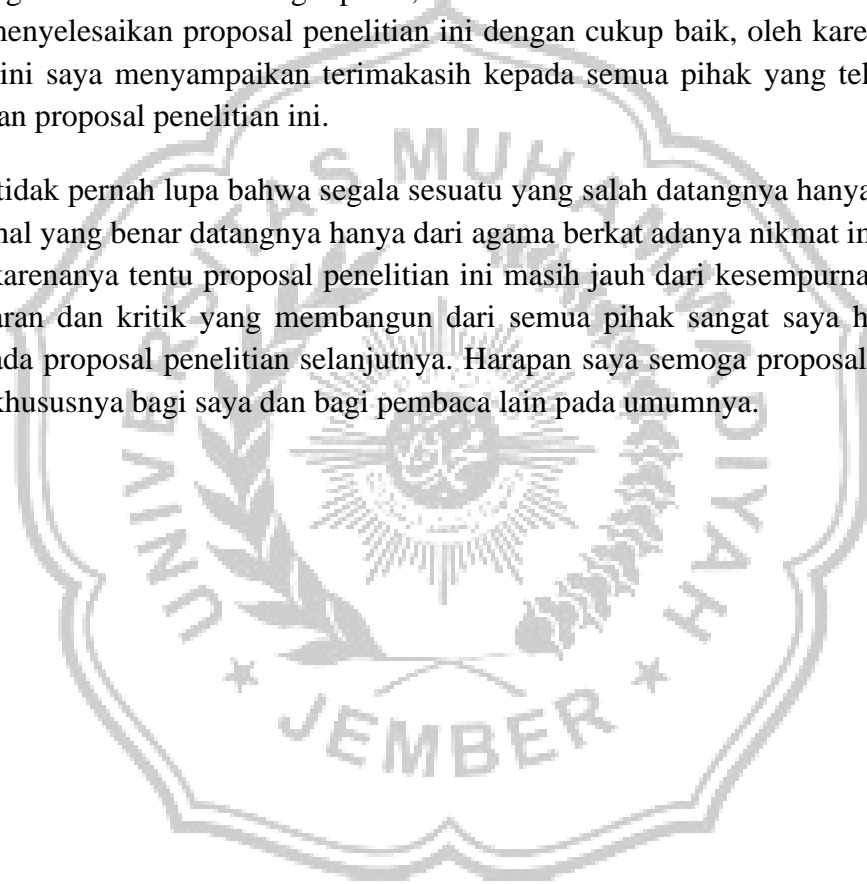 menyelesaikan proposal penelitian ini dengan cukup baik, oleh kare
ini saya menyampaikan terimakasih kepada semua pihak yang tel
an proposal penelitian ini.
tidak pernah lupa bahwa segala sesuatu yang salah datangnya hanya
nal yang benar datangnya hanya dari agama berkat adanya nikmat in
karenanya tentu proposal penelitian ini masih jauh dari kesempurna
aran dan kritik yang membangun dari semua pihak sangat saya h
ada proposal penelitian selanjutnya. Harapan saya semoga proposal
khususnya bagi saya dan bagi pembaca lain pada umumnya.
UNIVERSITAS MUHAMMADIYAH
JEMBER